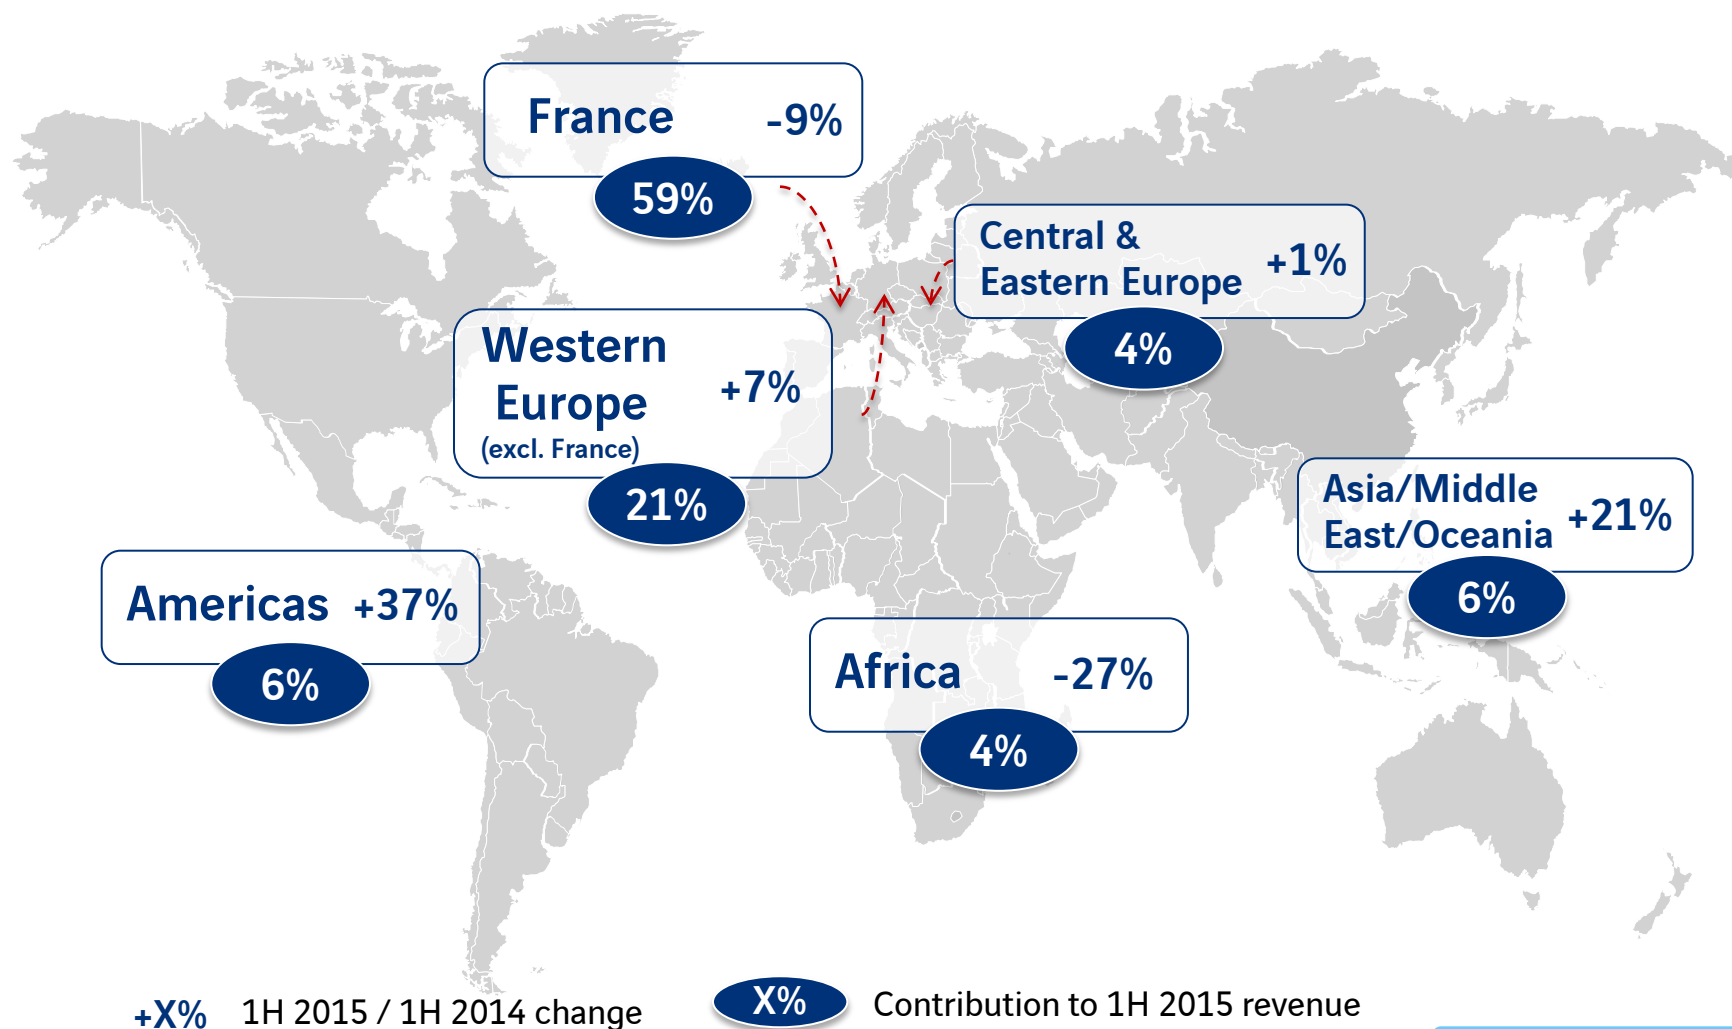 France -9%
59%
Central &
Eastern Europe +1%
4%
Western
Europe +7%
(excl. France)
21%
Asia/Middle
East/Oceania +21%
6%
Americas +37%
6%
Africa -27%
4%
+X% 1H 2015 / 1H 2014 change
X% Contribution to 1H 2015 revenue